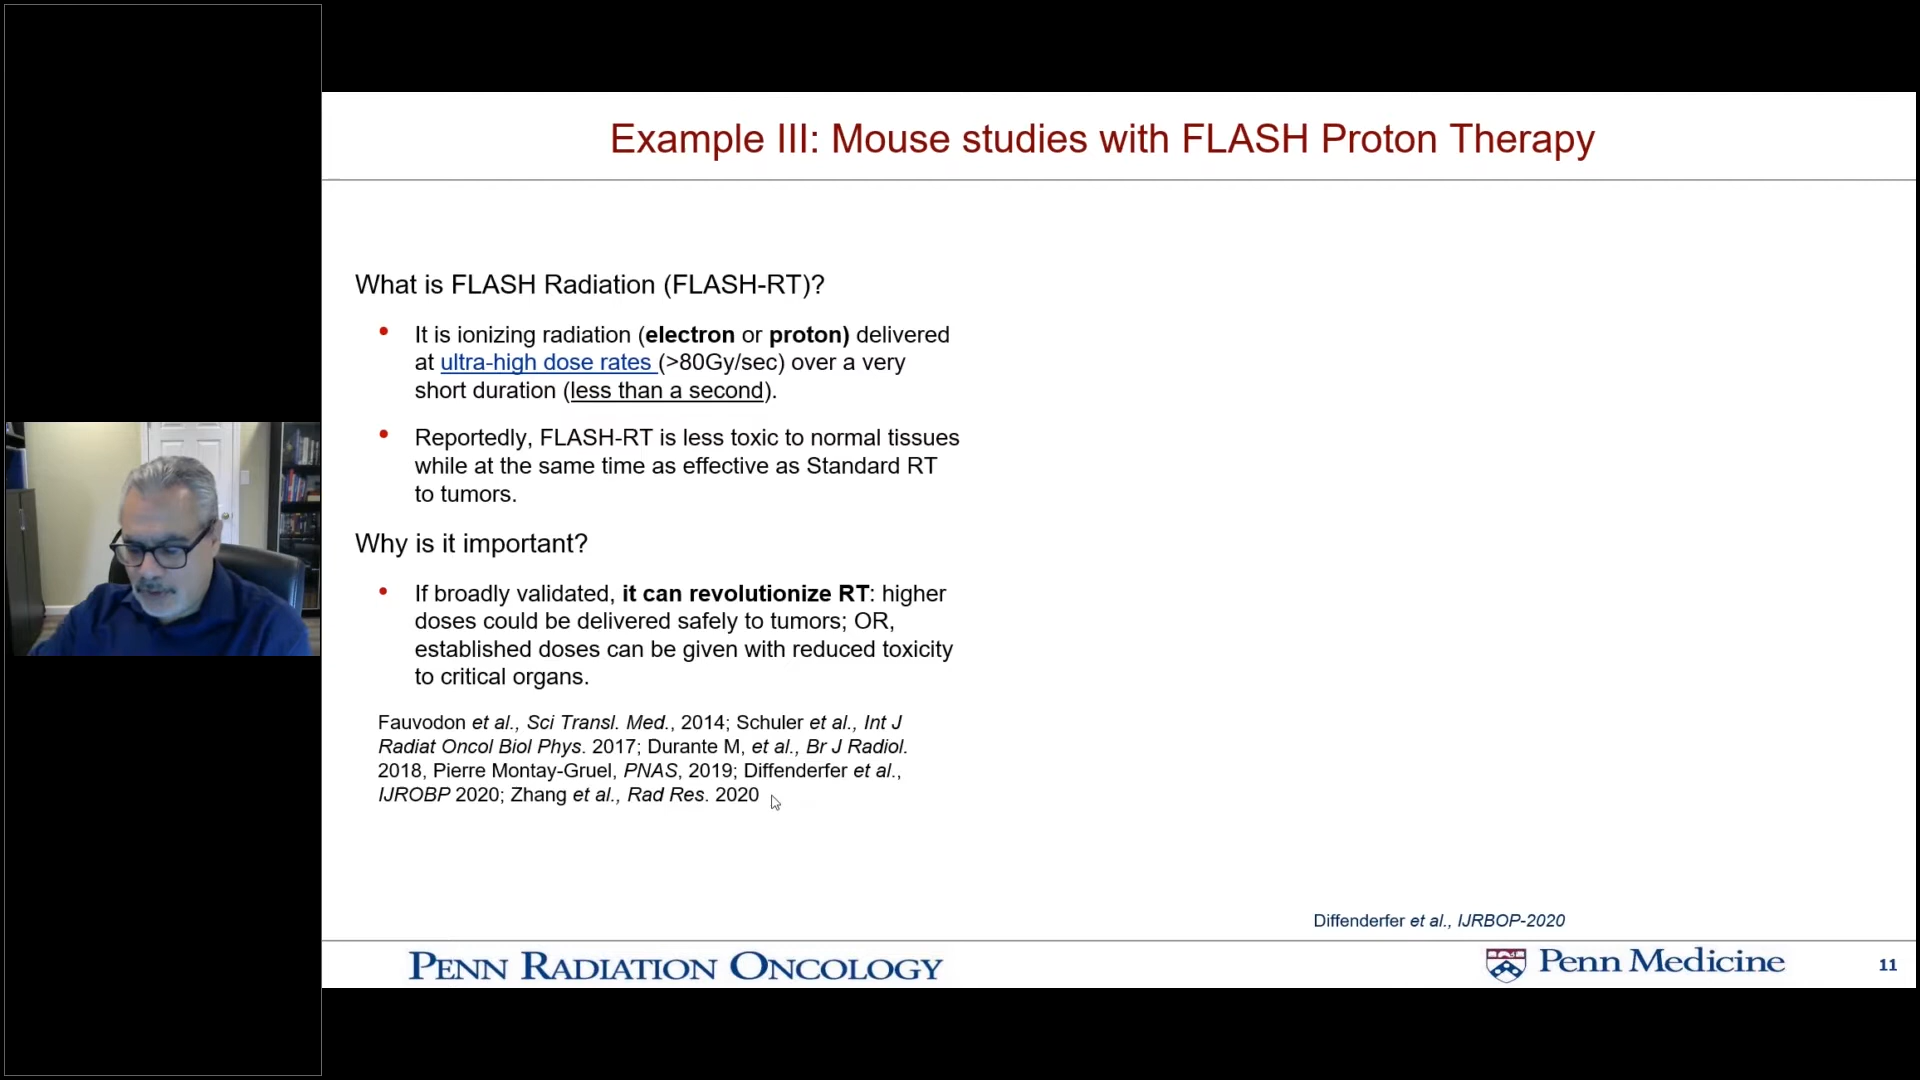 Example III: Mouse studies with FLASH Proton Therapy
What is FLASH Radiation (FLASH-RT)?
• It is ionizing radiation (electron or proton) delivered
at ultra-high dose rates (>80Gy/sec) over a very
short duration (less than a second).
• Reportedly, FLASH-RT is less toxic to normal tissues
while at the same time as effective as Standard RT
to tumors.
Why is it important?
• If broadly validated, it can revolutionize RT: higher
doses could be delivered safely to tumors; OR,
established doses can be given with reduced toxicity
to critical organs.
Fauvodon et al., Sci Transl. Med., 2014; Schuler et al., Int J
Radiat Oncol Biol Phys. 2017; Durante M, et al., Br J Radiol.
2018, Pierre Montay-Gruel, PNAS, 2019; Diffenderfer et al.,
IJROBP 2020; Zhang et al., Rad Res. 2020
Diffenderfer et al., IJRBOP-2020
PENN RADIATION ONCOLOGY
Penn Medicine
11